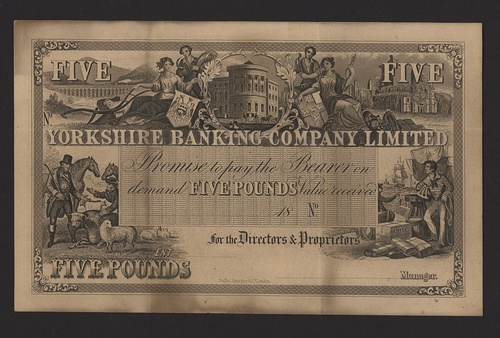 FIVE FIVE
YORKSHIRE BANKING COMPANY LIMITED
Promise to pay the Bearer on
demand FIVE POUNDS Value received
18 No
For the Directors & Proprietors
ENT
FIVE POUNDS
Manager.